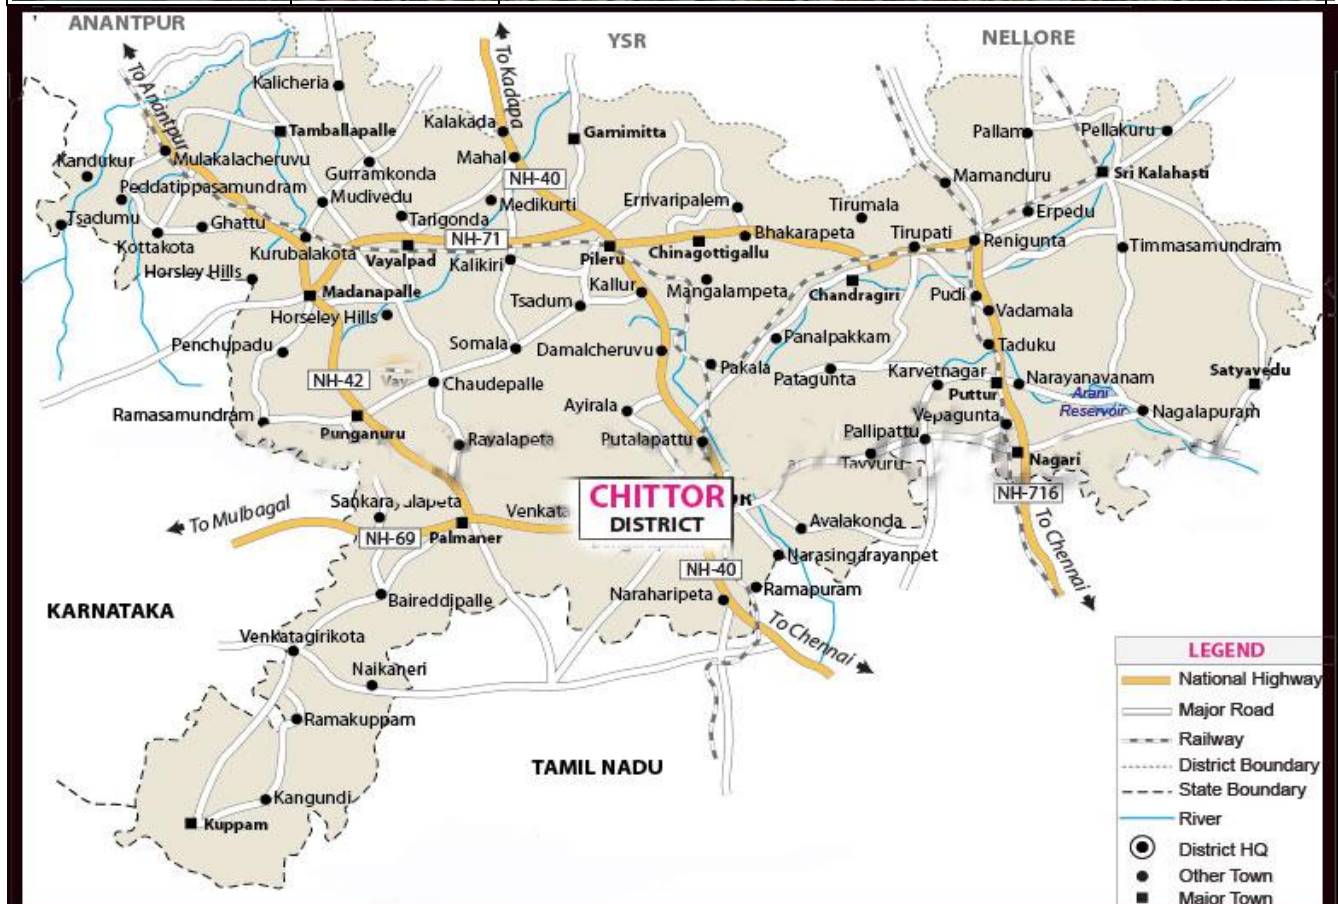 ANANTPUR
YSR
NELLORE
To Anantpur
To Kadapa
Kalicheria
Kalakada
Tamballapalle
Garnimitta
Pallam
Pellakuru
Kandukur
Mulakalacheruvu
Gurramkonda
Mahal
NH-40
Mamanduru
Sri Kalahasti
Peddatippasamundram
Mudivedu
Medikurti
Errivaripalem
Tirumala
Erpedu
Tsadumu
Ghattu
Tarigonda
NH-71
Bhakarapeta
Tirupati
Renigunta
Kottakota
Kurubalakota
Vayalpad
Kalikiri
Pileru
Chinagottigallu
Timmasamundram
Horsley Hills
Madanapalle
Tsadum
Kallur
Mangalampeta
Chandragiri
Pudi
Horseley Hills
Vadamala
Penchupadu
Somala
Damalcheruvu
Panalpakkam
Taduku
NH-42
Chaudepalle
Pakala
Patagunta
Karvetnagar
Puttur
Narayanavanam
Satyavedu
Arani
Reservoir
Ramasamundram
Punganuru
Ayirala
Vepagunta
Nagalapuram
Rayalapeta
Putalapattu
Pallipattu
Tavvuru
Nagari
NH-716
To Mulbagal
Venkata
CHITTOR
DISTRICT
NH-69
Palmaner
Avalakonda
To Chennai
Narasingarayanpet
NH-40
KARNATAKA
Baireddipalle
Naraharipeta
Ramapuram
To Chennai
Venkatagirikota
Naikaneri
Ramakuppam
TAMIL NADU
Kangundi
Kuppam
LEGEND
National Highway
Major Road
Railway
District Boundary
State Boundary
River
District HQ
Other Town
Major Town